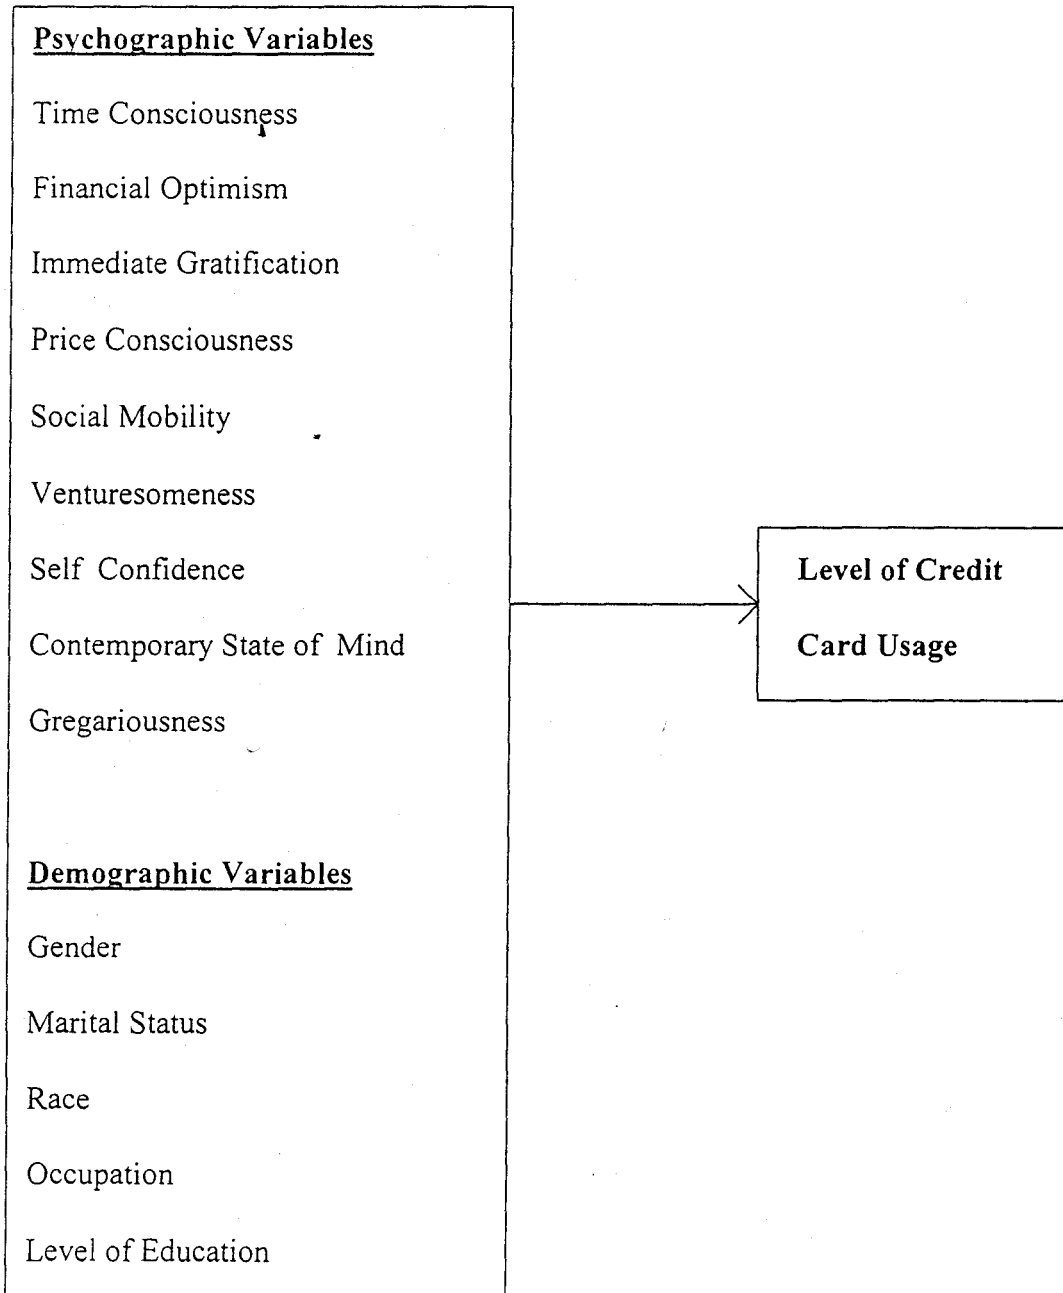 Psychographic Variables
Time Consciousness
Financial Optimism
Immediate Gratification
Price Consciousness
Social Mobility
Venturesomeness
Self Confidence
Contemporary State of Mind
Gregariousness
Level of Credit
Card Usage
Demographic Variables
Gender
Marital Status
Race
Occupation
Level of Education